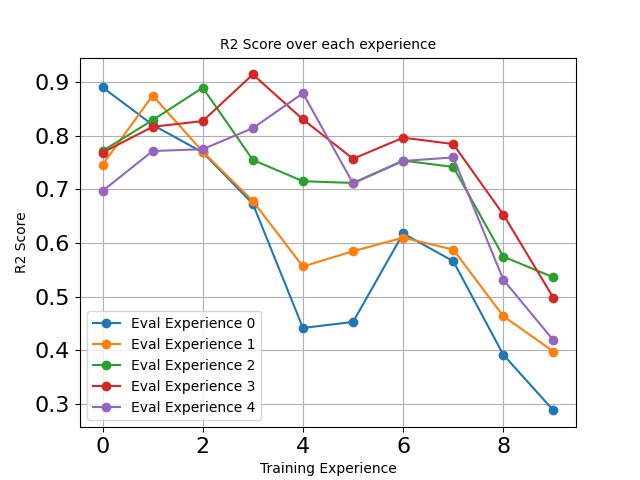 R2 Score over each experience
R2 Score
0.9
0.8
0.7
0.6
0.5
0.4
0.3
Eval Experience 0
Eval Experience 1
Eval Experience 2
Eval Experience 3
Eval Experience 4
0 2 4 6 8
Training Experience